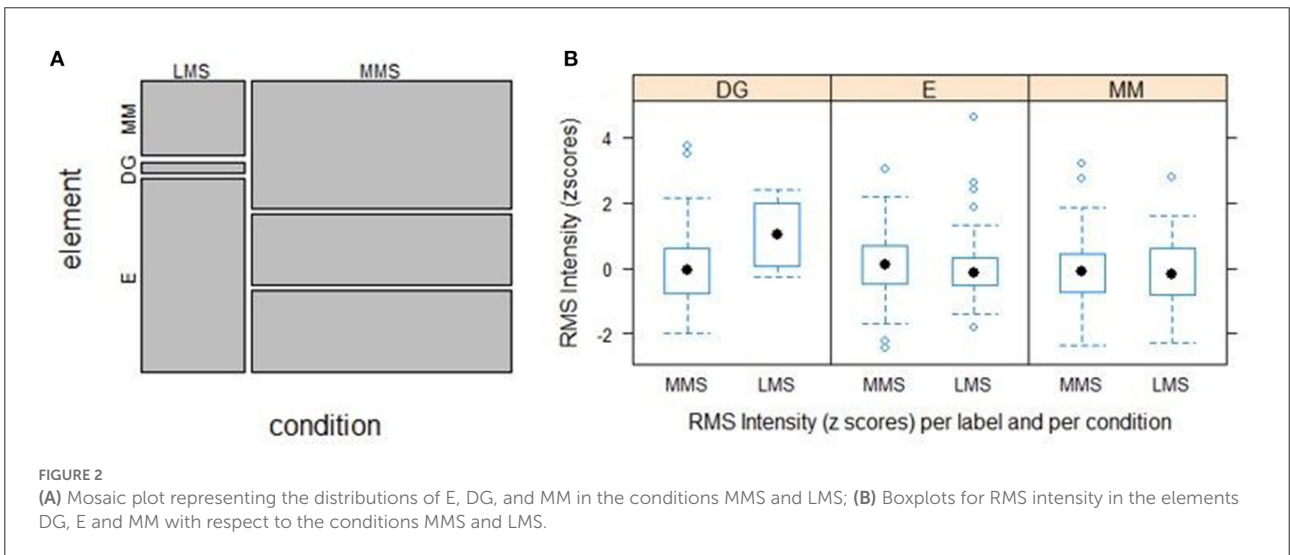 A
LMS MMS
MM
DG
E
element
condition
B
DG E MM
4
2
0
-2
RMS Intensity (zscores)
MMS LMS MMS LMS MMS LMS
RMS Intensity (z scores) per label and per condition
FIGURE 2
(A) Mosaic plot representing the distributions of E, DG, and MM in the conditions MMS and LMS; (B) Boxplots for RMS intensity in the elements
DG, E and MM with respect to the conditions MMS and LMS.